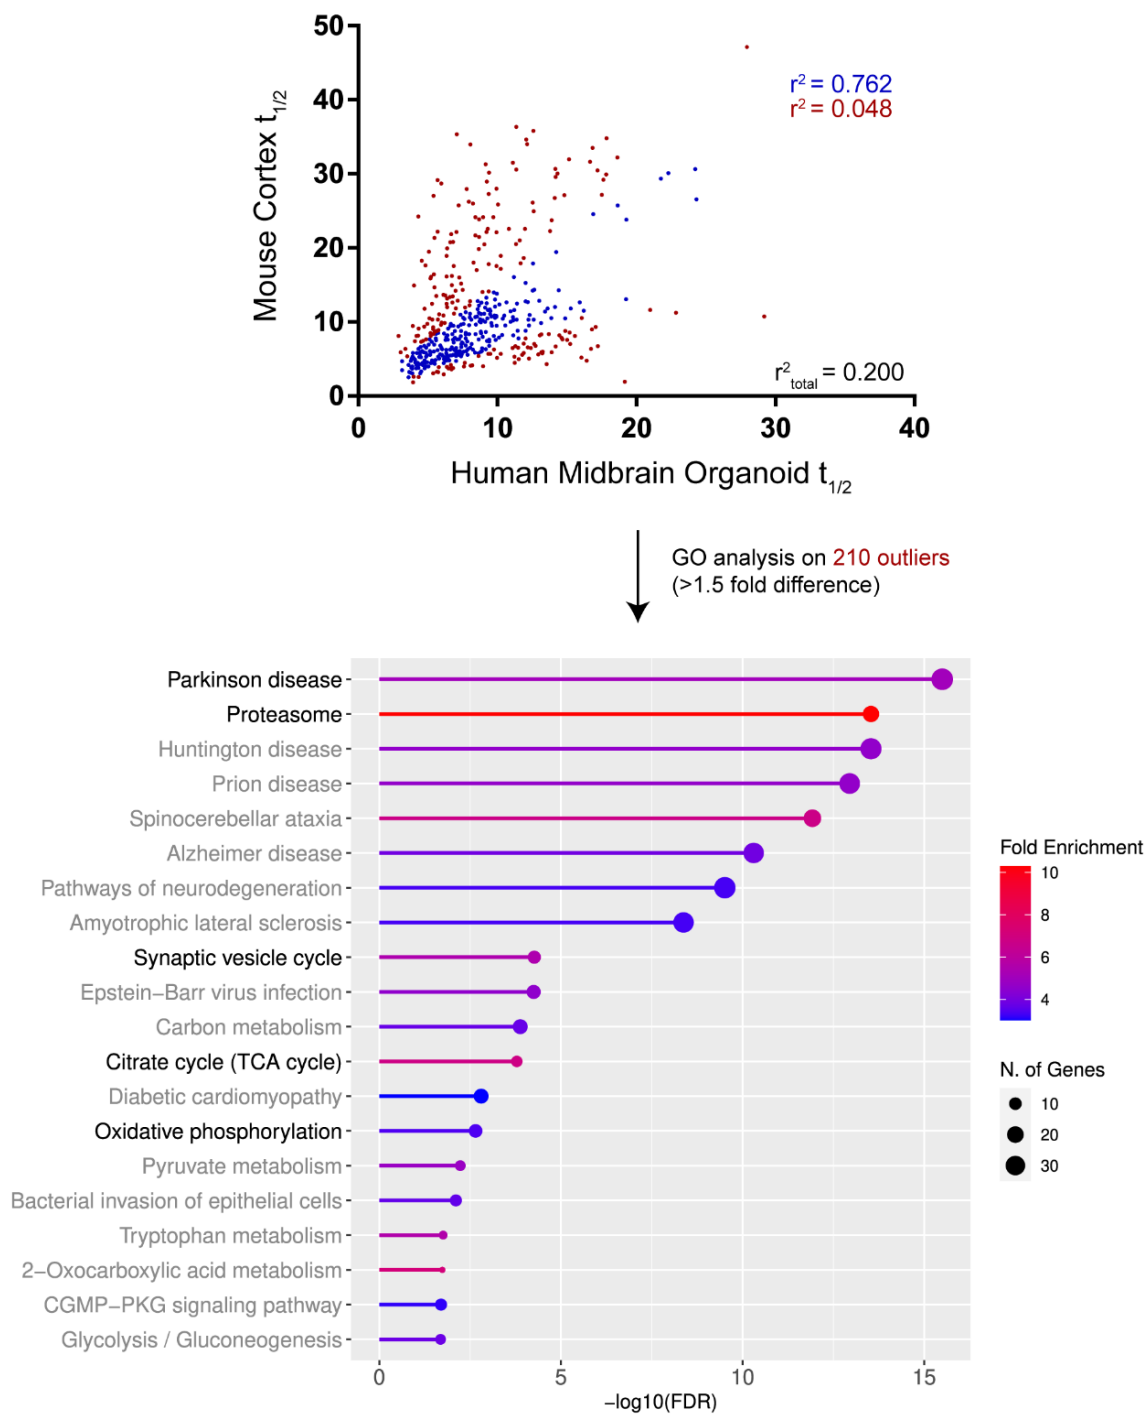 50
40
30
20
10
0
Mouse Cortex t1/2
r2 = 0.762
r2 = 0.048
r2total = 0.200
0 10 20 30 40
Human Midbrain Organoid t1/2
GO analysis on 210 outliers
(>1.5 fold difference)
Parkinson disease
Proteasome
Huntington disease
Prion disease
Spinocerebellar ataxia
Alzheimer disease
Pathways of neurodegeneration
Amyotrophic lateral sclerosis
Synaptic vesicle cycle
Epstein−Barr virus infection
Carbon metabolism
Citrate cycle (TCA cycle)
Diabetic cardiomyopathy
Oxidative phosphorylation
Pyruvate metabolism
Bacterial invasion of epithelial cells
Tryptophan metabolism
2−Oxocarboxylic acid metabolism
CGMP−PKG signaling pathway
Glycolysis / Gluconeogenesis
0 5 10 15
−log10(FDR)
Fold Enrichment
10
8
6
4
N. of Genes
10
20
30